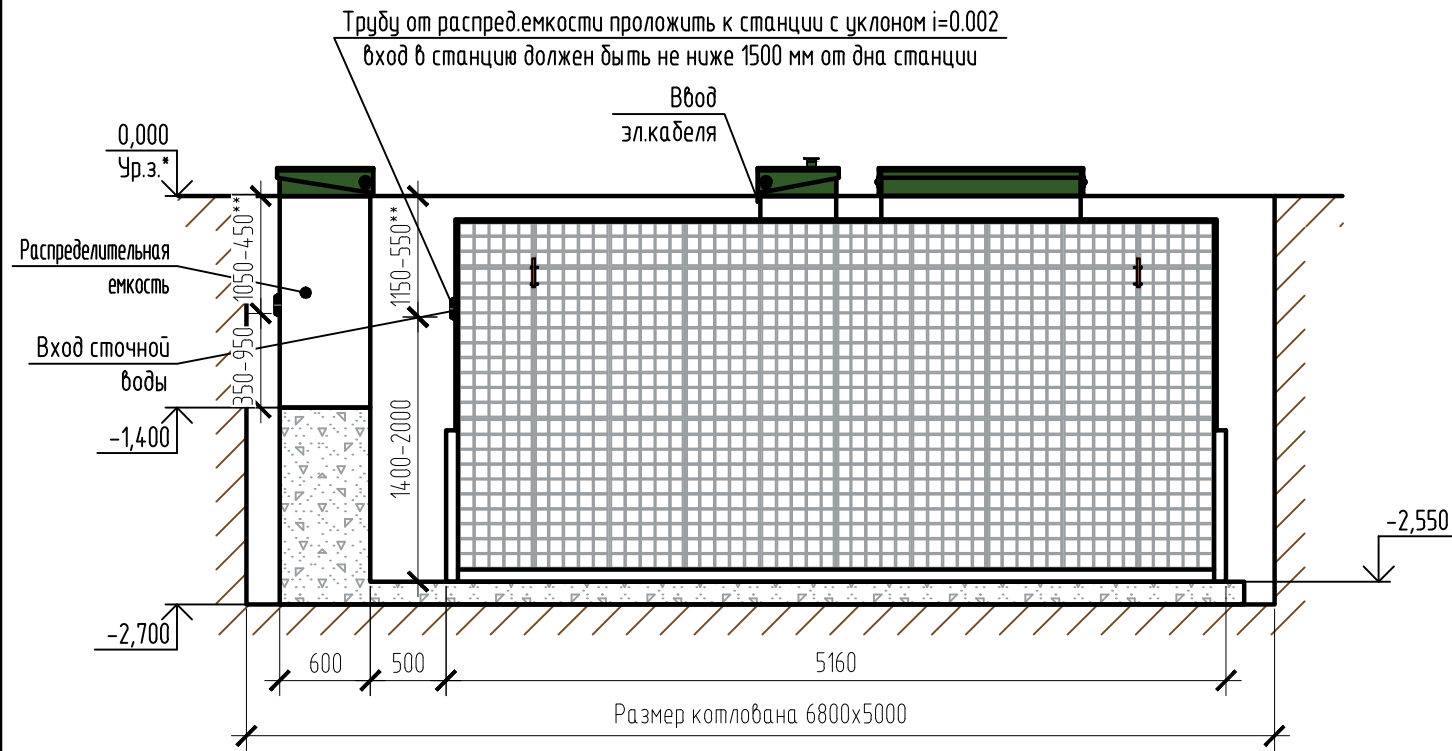 Трубу от распред.емкости проложить к станции с уклоном i=0.002
вход в станцию должен быть не ниже 1500 мм от дна станции
Ввод
эл.кабеля
0,000
Ур.з.*
Распределительная
емкость
1050-450**
1150-550**
Вход сточной
воды
350-950
-1,400
1400-2000
-2,550
-2,700
600
500
5160
Размер котлована 6800х5000